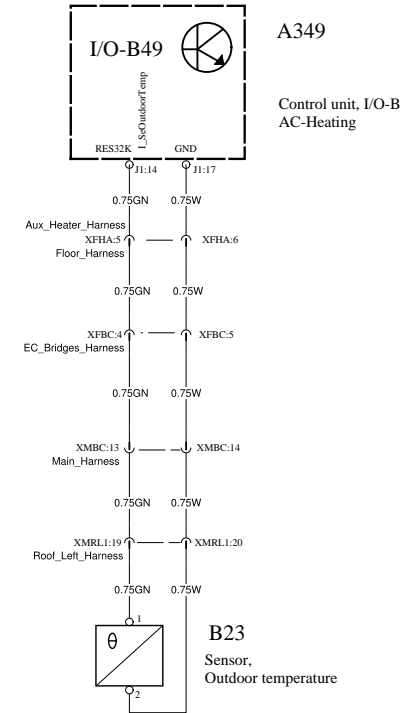 I/O-B49
A349
I_SeOutdoorTemp
Control unit, I/O-B
AC-Heating
RES32K GND
J1:14 J1:17
0.75GN 0.75W
Aux_Heater_Harness
XFHA:5 XFHA:6
Floor_Harness
0.75GN 0.75W
XFBC:4 XFBC:5
EC_Bridges_Harness
0.75GN 0.75W
XMBC:13 XMBC:14
Main_Harness
0.75GN 0.75W
XMRL1:19 XMRL1:20
Roof_Left_Harness
0.75GN 0.75W
1
θ
B23
Sensor,
Outdoor temperature
2